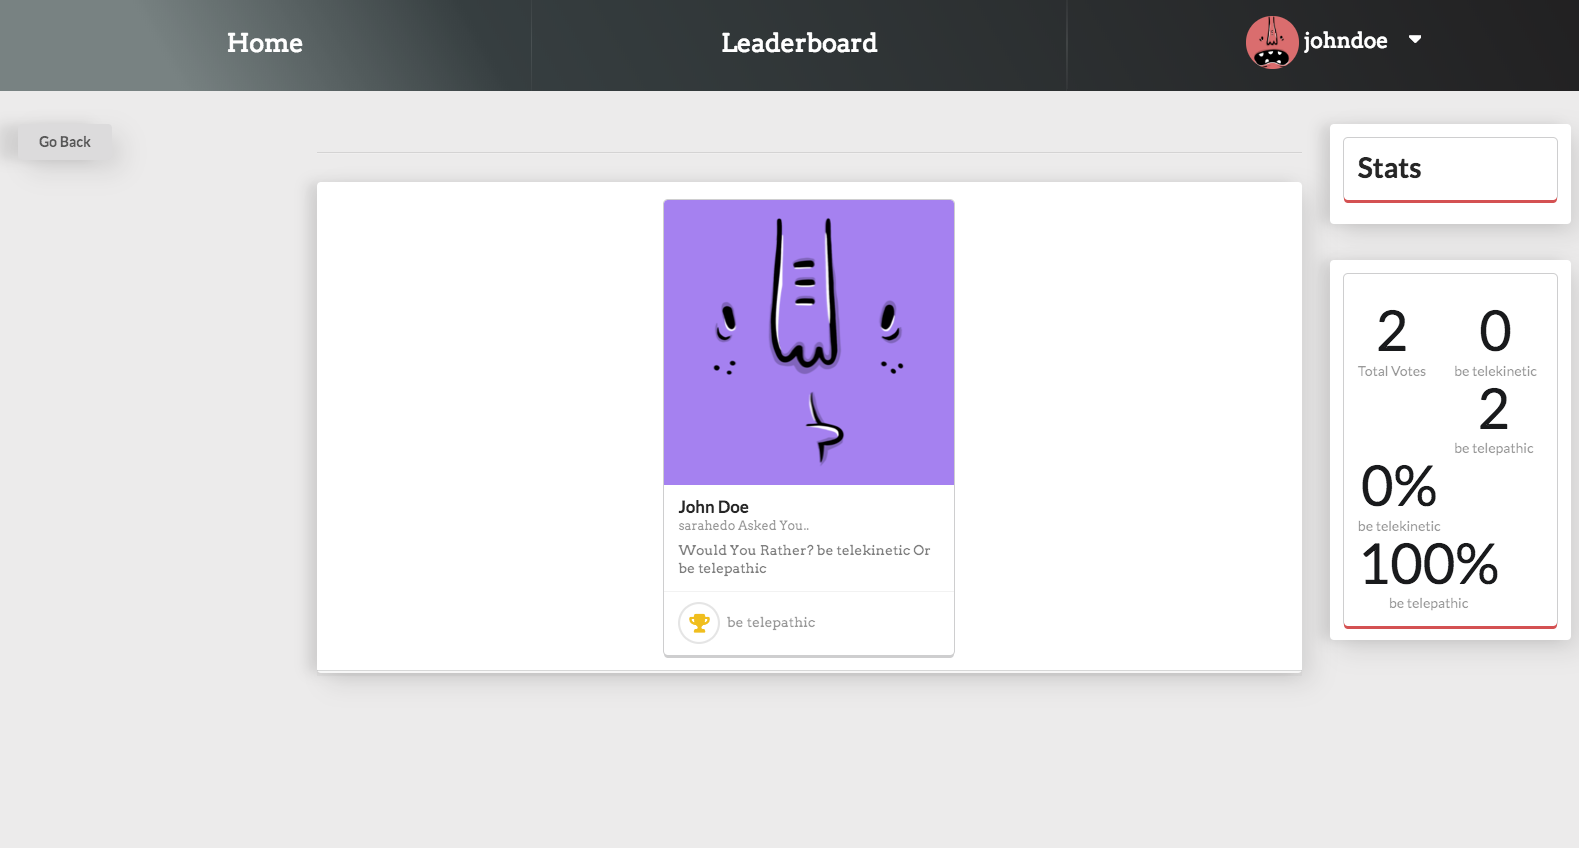 Home
Leaderboard
johndoe
Go Back
John Doe
sarahedo Asked You..
Would You Rather? be telekinetic Or
be telepathic
be telepathic
Stats
2
Total Votes
0
be telekinetic
2
be telepathic
0%
be telekinetic
100%
be telepathic